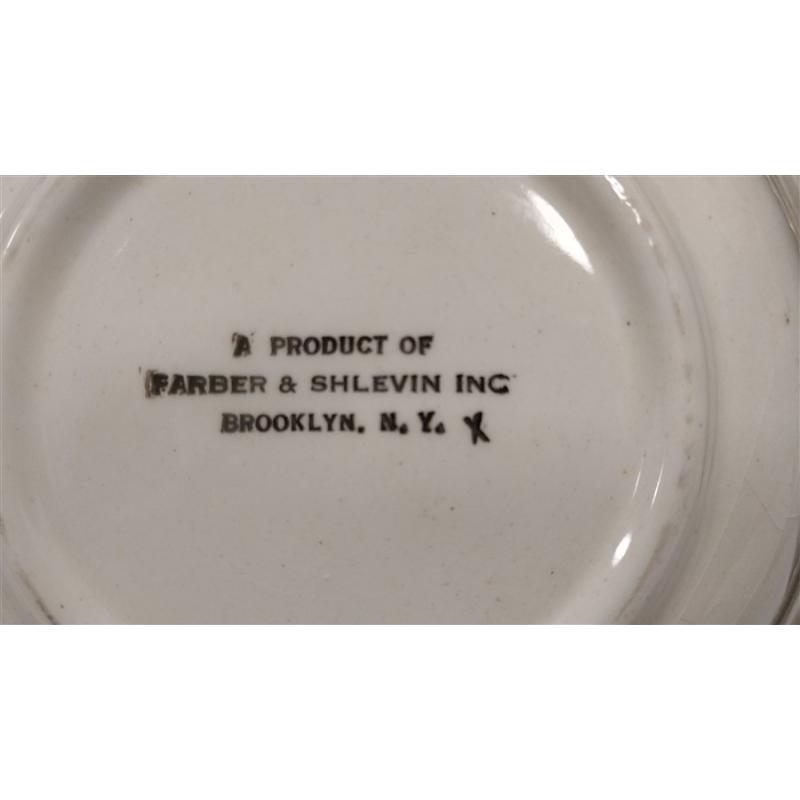 A PRODUCT OF
FARBER & SHLEVIN INC
BROOKLYN. N. Y. X